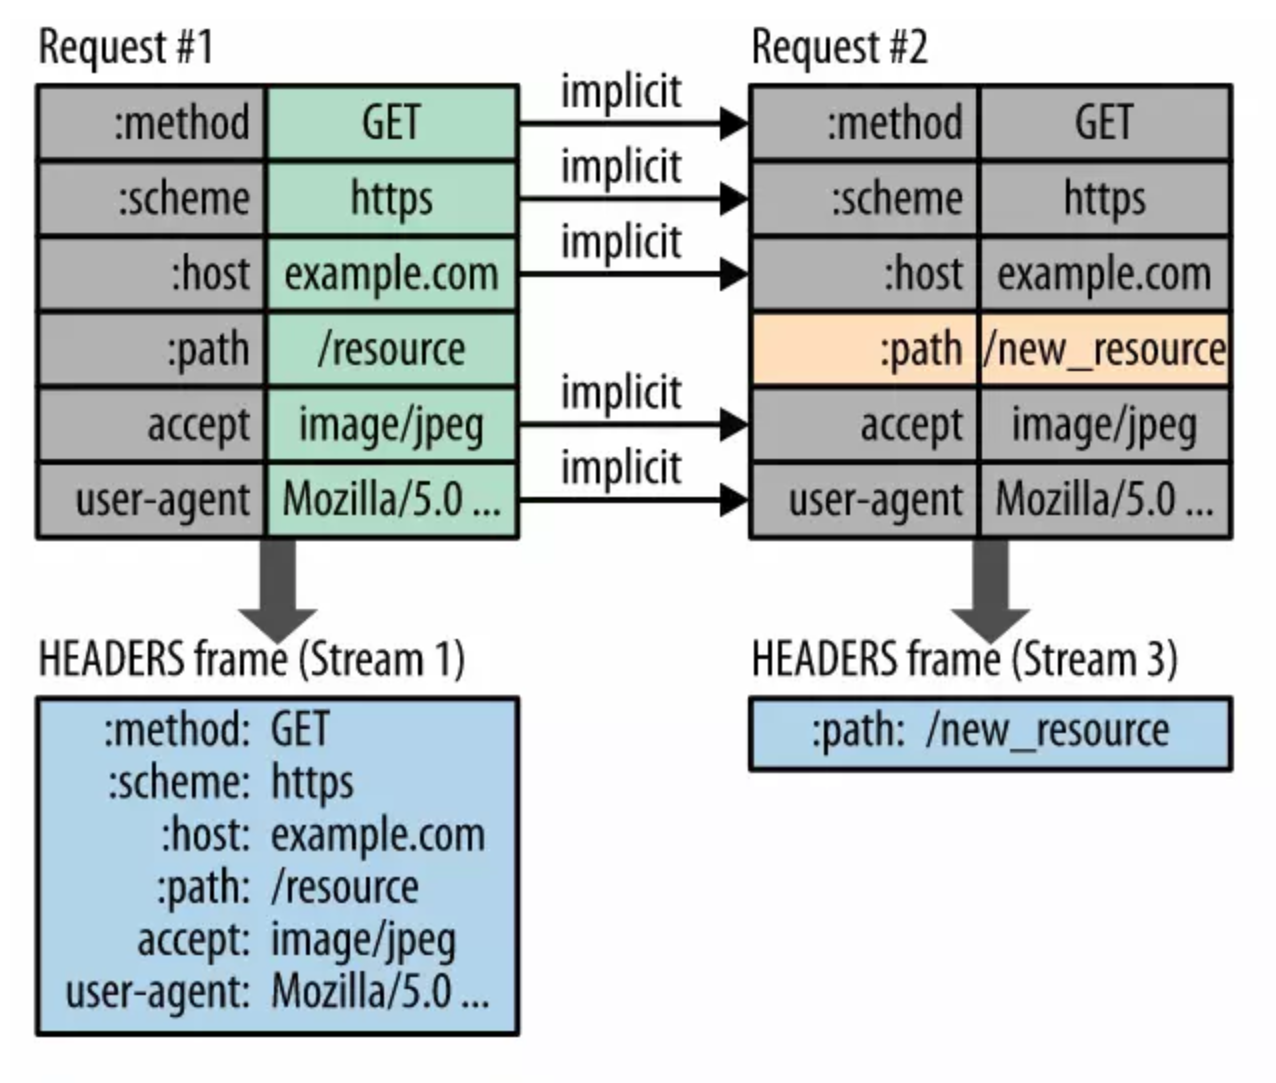 Request #1
:method GET
:scheme https
:host example.com
:path /resource
accept image/jpeg
user-agent Mozilla/5.0 ...
implicit
implicit
implicit
implicit
implicit
Request #2
:method GET
:scheme https
:host example.com
:path /new_resource
accept image/jpeg
user-agent Mozilla/5.0 ...
HEADERS frame (Stream 1)
:method: GET
:scheme: https
:host: example.com
:path: /resource
accept: image/jpeg
user-agent: Mozilla/5.0 ...
HEADERS frame (Stream 3)
:path: /new_resource